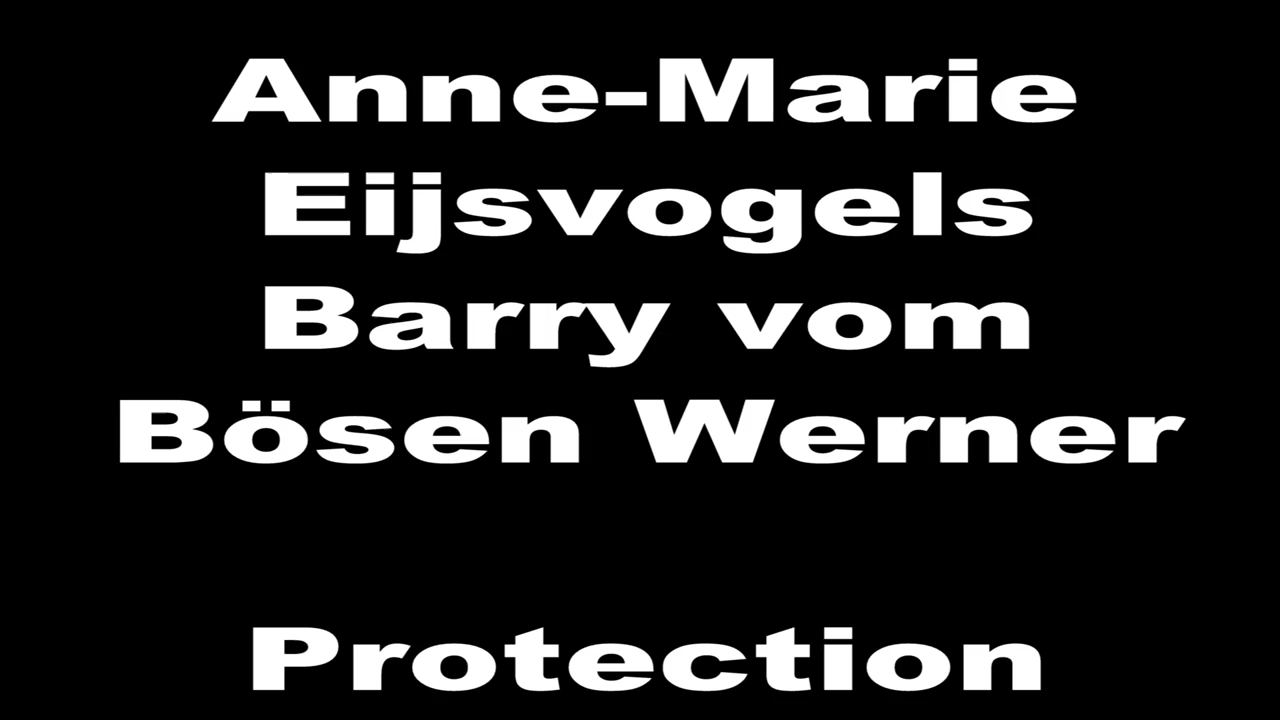 Anne-Marie
Eijsvogels
Barry vom
Bösen Werner
Protection